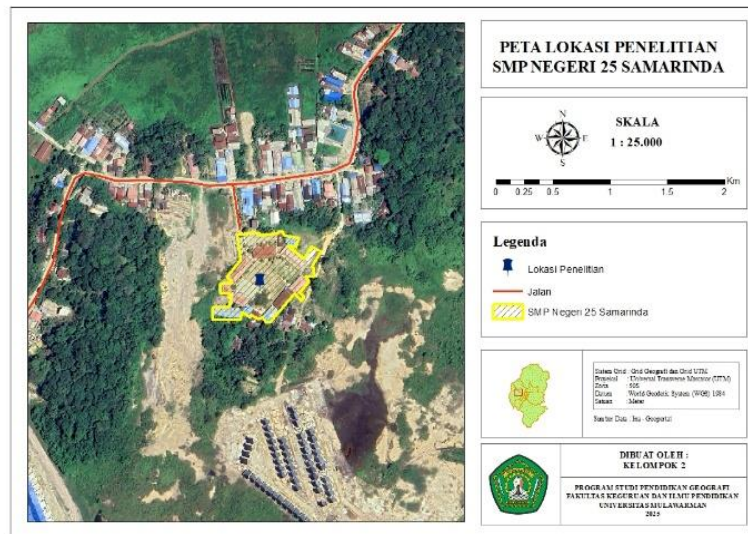 PETA LOKASI PENELITIAN
SMP NEGERI 25 SAMARINDA
N
W E
S
SKALA
1 : 25.000
Km
0 0.25 0.5 1 1.5 2
Legenda
Lokasi Penelitian
Jalan
SMP Negeri 25 Samarinda
Sistem Grid : Grid Geografi dan Grid UTM
Proyeksi : Universal Transverse Mercator (UTM)
Zona
Datum : World Geodetic System (WGS) 1984
Satuan : Meter
Sumber Data : Ina - Geoportal
DIBUAT OLEH :
KELOMPOK 2
PROGRAM STUDI PENDIDIKAN GEOGRAFI
FAKULTAS KEGURUAN DAN ILMU PENDIDIKAN
UNIVERSITAS MULAWARMAN
2025